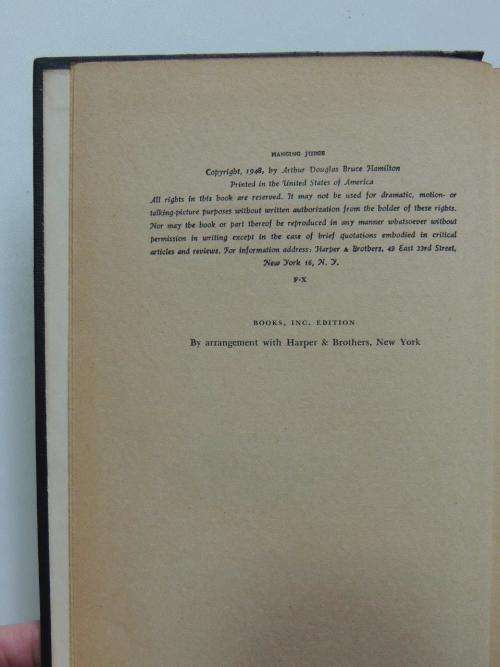 HANGING JUDGE
Copyright, 1948, by Arthur Douglas Bruce Hamilton
Printed in the United States of America
All rights in this book are reserved. It may not be used for dramatic, motion- or
talking-picture purposes without written authorization from the holder of these rights.
Nor may the book or part thereof be reproduced in any manner whatsoever without
permission in writing except in the case of brief quotations embodied in critical
articles and reviews. For information address: Harper & Brothers, 49 East 33rd Street,
New York 16, N. Y.
F-X
BOOKS, INC. EDITION
By arrangement with Harper & Brothers, New York